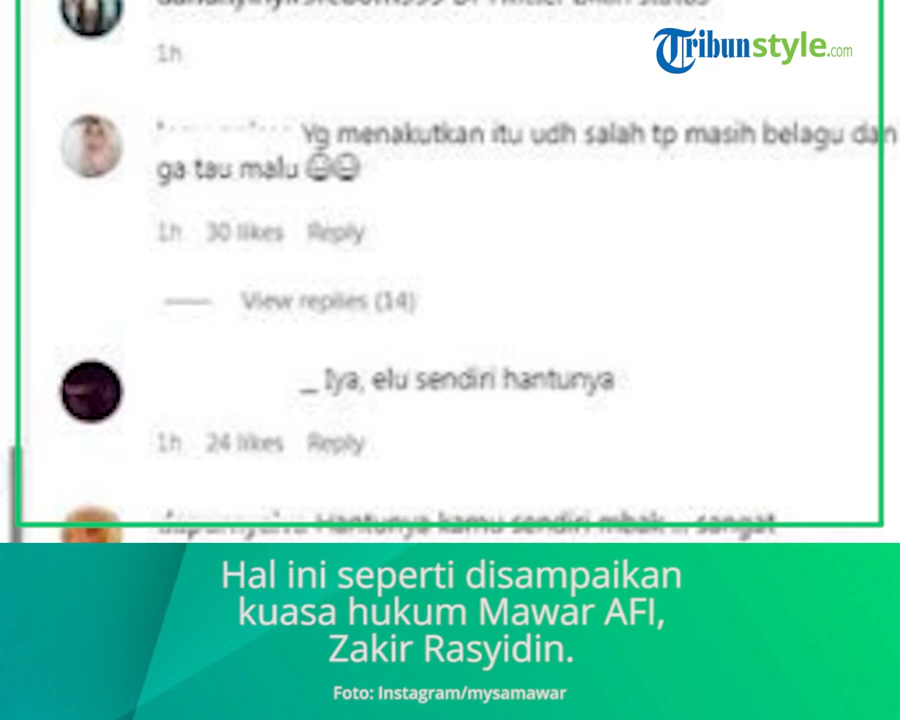 Tribunstyle.com
1h
Yg menakutkan itu udh salah tp masih belagu dan
ga tau malu
1h 30 likes Reply
View replies (14)
_ Iya, elu sendiri hantunya
1h 24 likes Reply
Hantunya kamu sendiri mbak ... sangat
Hal ini seperti disampaikan
kuasa hukum Mawar AFI,
Zakir Rasyidin.
Foto: Instagram/mysamawar